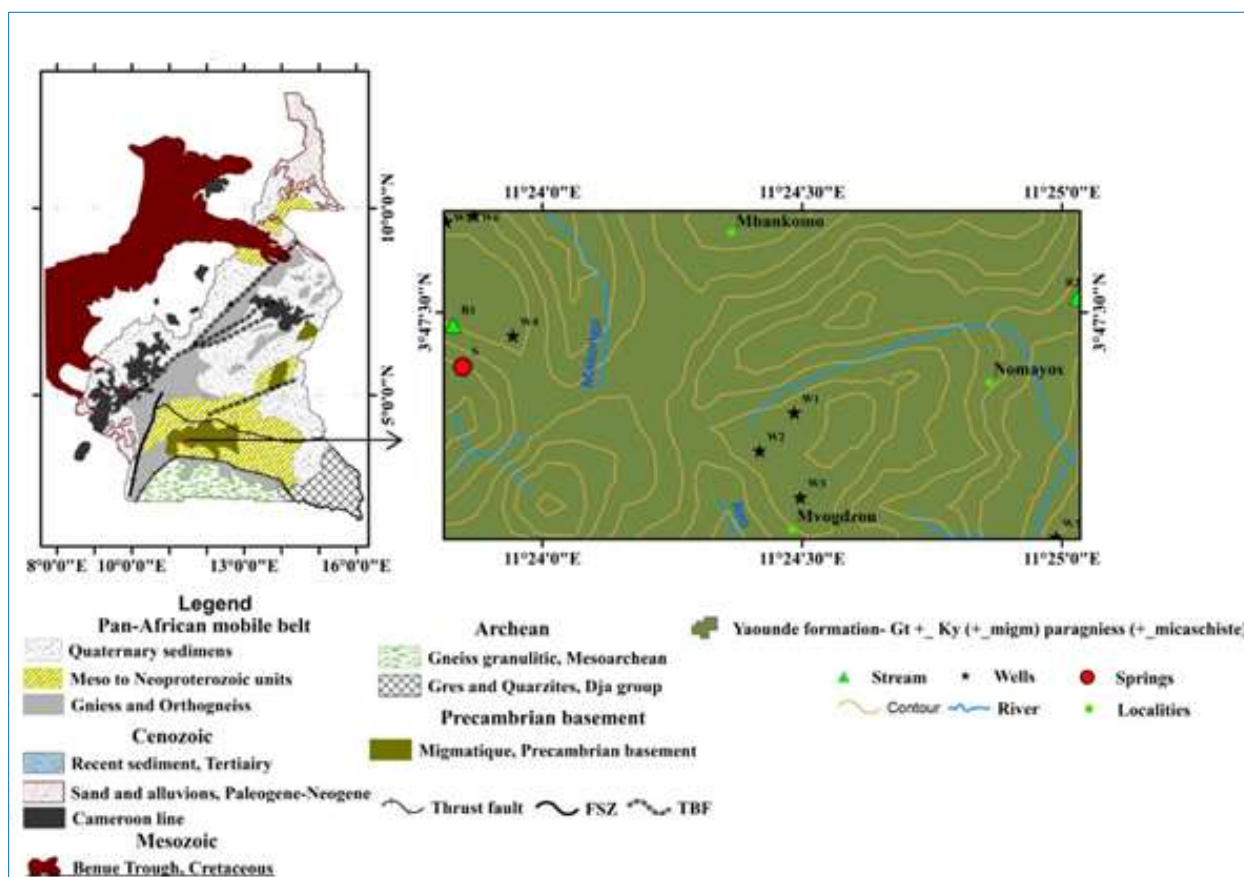 11°24'0"E
11°24'30"E
11°25'0"E
10°0'0"N
5°0'0"N
3°47'30"N
3°47'30"N
W6
Mbankomo
W4
S
Nomayos
W1
W2
W3
Mvogdzou
8°0'0"E 10°0'0"E
13°0'0"E
16°0'0"E
11°24'0"E
11°24'30"E
11°25'0"E
Legend
Pan-African mobile belt
Quaternary sedimens
Meso to Neoproterozoic units
Gniess and Orthogneiss
Cenozoic
Recent sediment, Tertiairy
Sand and alluvions, Paleogene-Neogene
Cameroon line
Mesozoic
Benue Trough, Cretaceous
Archean
Gneiss granulitic, Mesoarchean
Gres and Quarzites, Dja group
Precambrian basement
Migmatique, Precambrian basement
Thrust fault
FSZ
TBF
Yaounde formation- Gt +_ Ky (+_migm) paragniess (+_micaschiste)
Stream
Wells
Springs
Contour
River
Localities